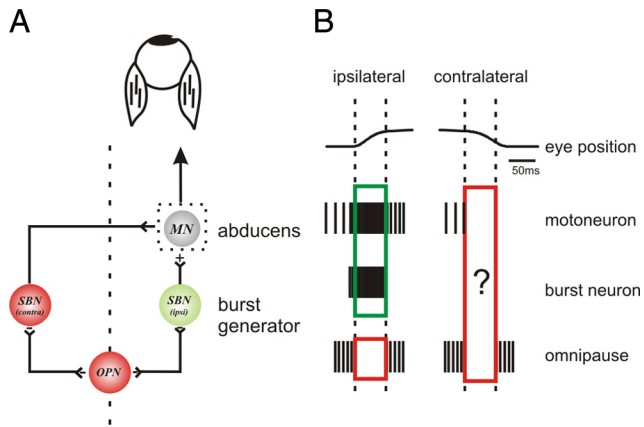 A
B
ipsilateral
contralateral
eye position
50ms
MN
abducens
motoneuron
+
SBN
(contra)
SBN
(ipsi)
burst
generator
?
burst neuron
-
-
OPN
omnipause